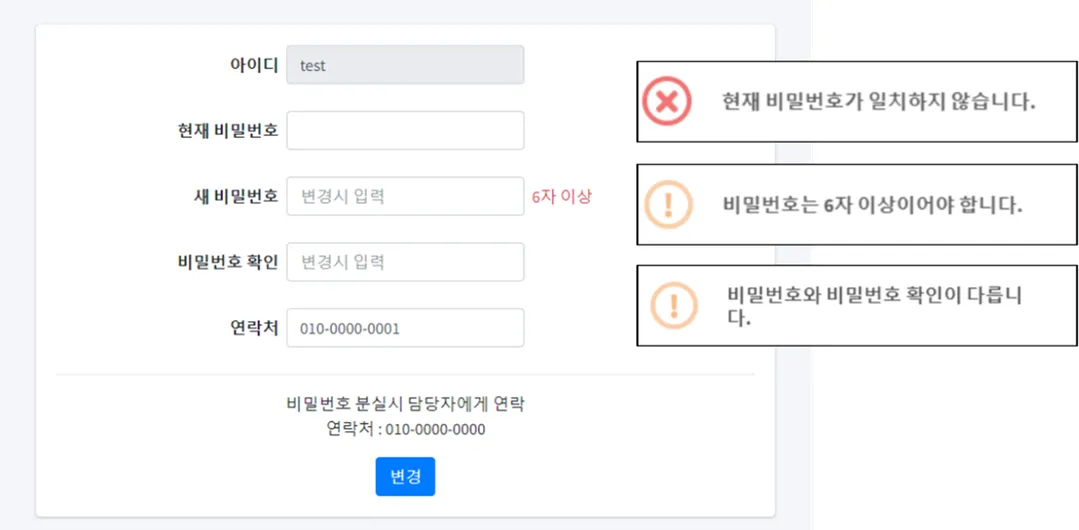 아이디 test
현재 비밀번호
새 비밀번호 변경시 입력 6자 이상
비밀번호 확인 변경시 입력
연락처 010-0000-0001
비밀번호 분실시 담당자에게 연락
연락처 : 010-0000-0000
변경
현재 비밀번호가 일치하지 않습니다.
비밀번호는 6자 이상이어야 합니다.
비밀번호와 비밀번호 확인이 다릅니
다.